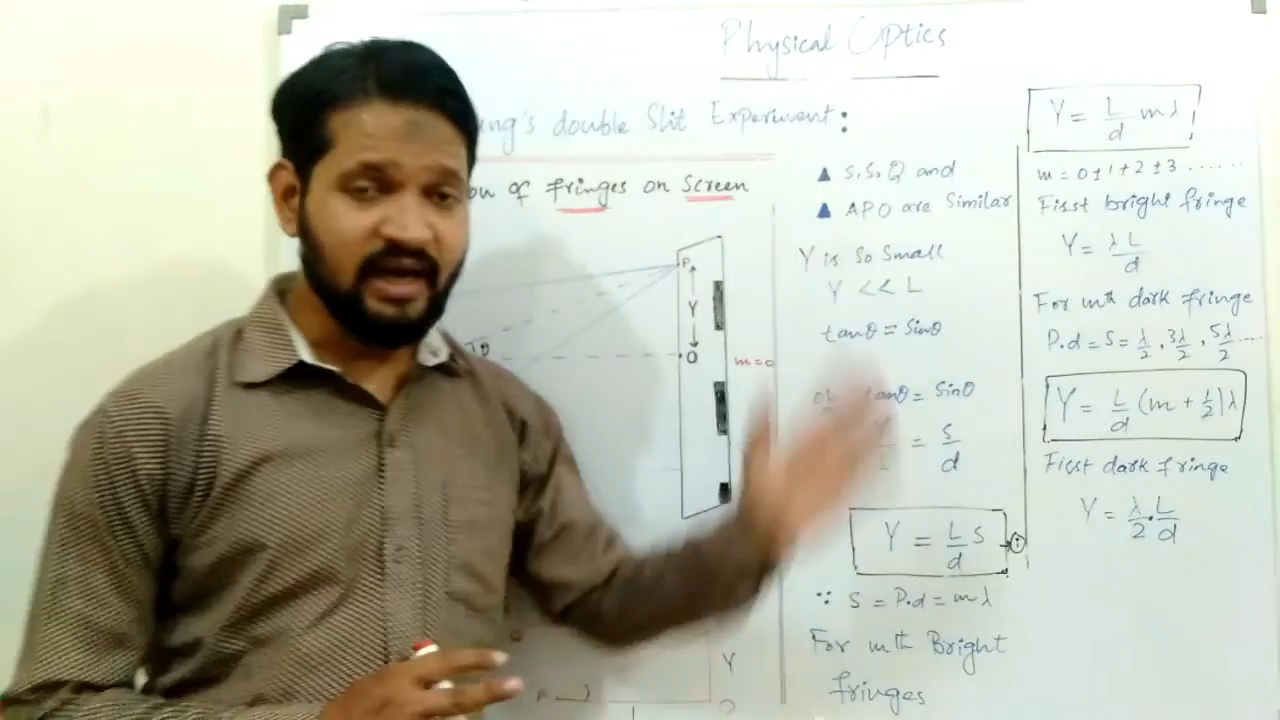 Physical Optics
ng's double Slit Experiment:
on of fringes on Screen
P
Y
O
θ
m=0
Y
▲ S₁S₂Q and
▲ APO are Similar
Y is So Small
Y << L
tanθ = Sinθ
tanθ = Sinθ
= S/d
Y = L/d S
∵ S = P.d = mλ
For mth Bright
fringes
Y = L/d mλ
m = 0 ±1 +2 ±3 ......
First bright fringe
Y = λL/d
For mth dark fringe
P.d = S = λ/2, 3λ/2, 5λ/2 ....
Y = L/d (m + 1/2)λ
First dark fringe
Y = λ/2 . L/d